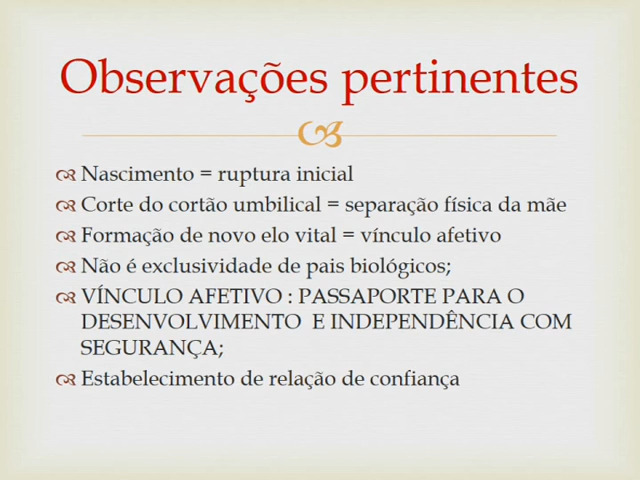 Observações pertinentes
Nascimento = ruptura inicial
Corte do cortão umbilical = separação física da mãe
Formação de novo elo vital = vínculo afetivo
Não é exclusividade de pais biológicos;
VÍNCULO AFETIVO : PASSAPORTE PARA O
DESENVOLVIMENTO E INDEPENDÊNCIA COM
SEGURANÇA;
Estabelecimento de relação de confiança